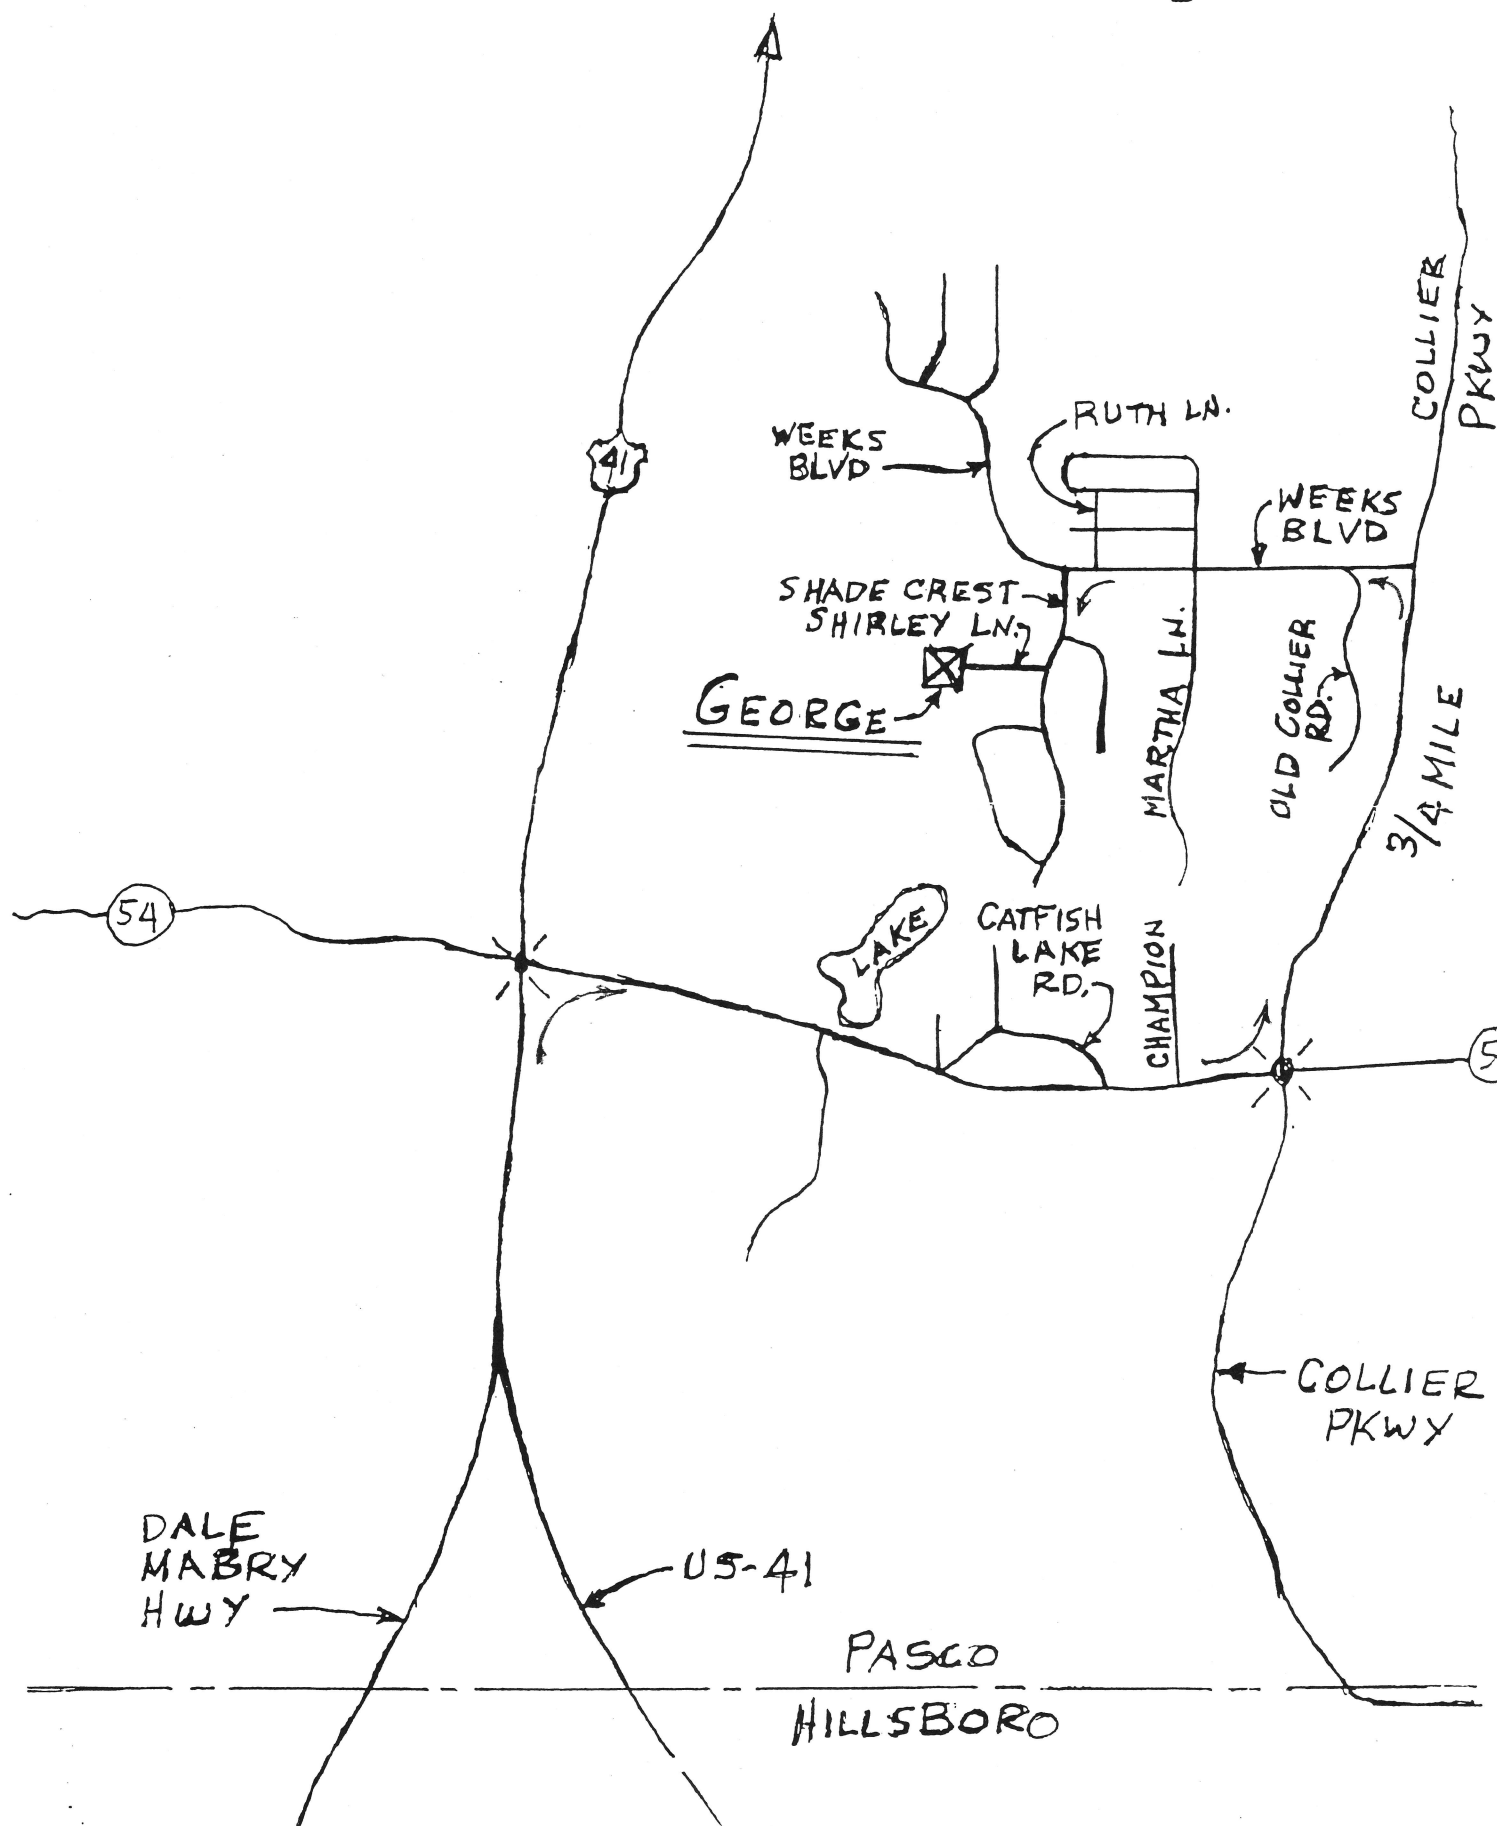 COLLIER
PKWY
RUTH LN.
WEEKS
BLVD
41
WEEKS
BLVD
SHADE CREST
SHIRLEY LN.
GEORGE
MARTHA LN.
OLD COLLIER
RD.
3/4 MILE
54
LAKE
CATFISH
LAKE
RD.
CHAMPION
5
COLLIER
PKWY
DALE
MABRY
HWY
US-41
PASCO
HILLSBORO